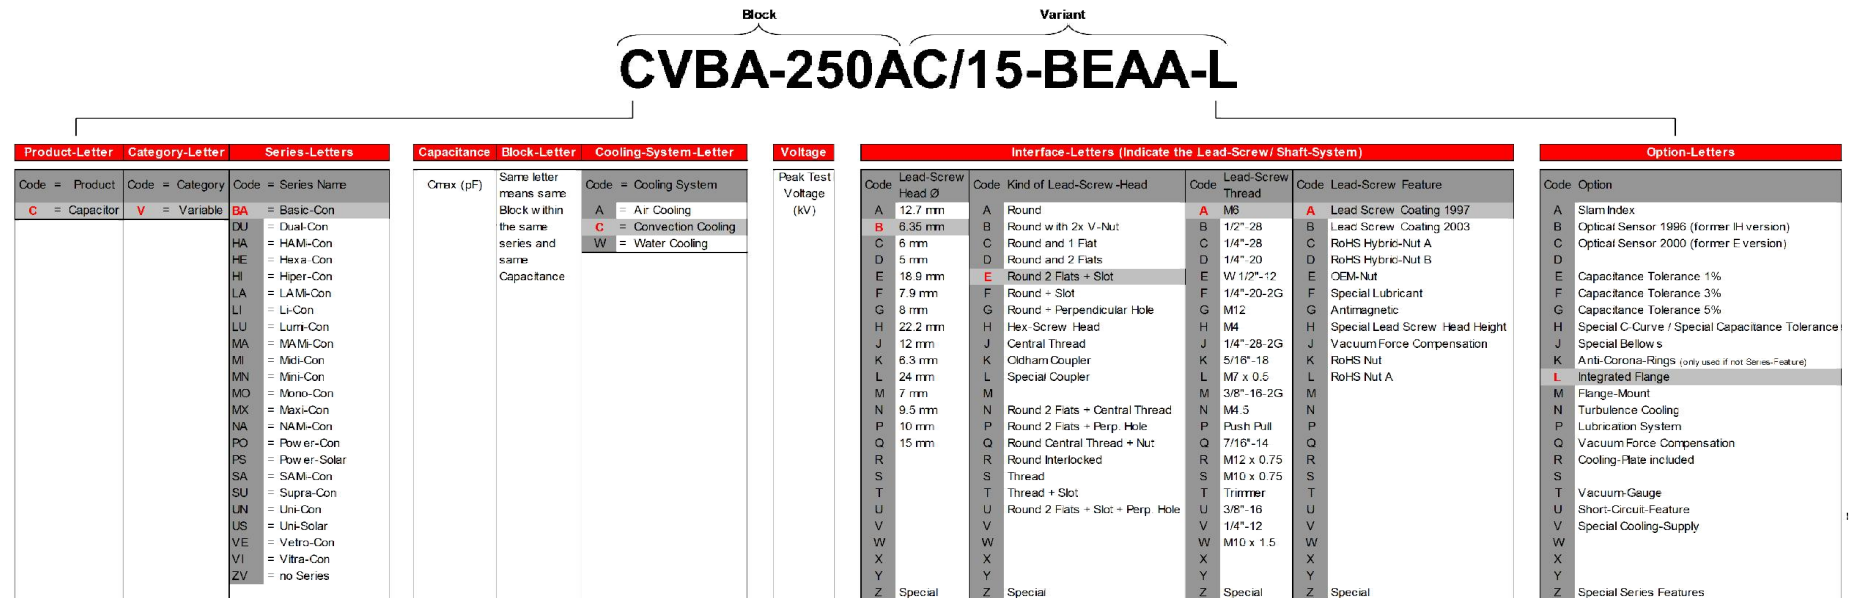 Block Variant
CVBA-250AC/15-BEAA-L
Product-Letter Category-Letter Series-Letters Capacitance Block-Letter Cooling-System-Letter Voltage Interface-Letters (Indicate the Lead-Screw/ Shaft-System) Option-Letters
Code = Product Code = Category Code = Series Name
C = Capacitor V = Variable BA = Basic-Con
DU = Dual-Con
HA = HAMi-Con
HE = Hexa-Con
HI = Hiper-Con
LA = LAMi-Con
LI = Li-Con
LU = Lumi-Con
MA = MAMi-Con
MI = Midi-Con
MN = Mini-Con
MO = Mono-Con
MX = Maxi-Con
NA = NAMi-Con
PO = Power-Con
PS = Power-Solar
SA = SAMi-Con
SU = Supra-Con
UN = Uni-Con
US = Uni-Solar
VE = Vetro-Con
VI = Vitra-Con
ZV = no Series
Cmax (pF)
Same letter
means same
Block within
the same
series and
same
Capacitance
Code = Cooling System
A = Air Cooling
C = Convection Cooling
W = Water Cooling
Peak Test
Voltage
(kV)
Code Lead-Screw
Head Ø
A 12.7 mm
B 6.35 mm
C 6 mm
D 5 mm
E 18.9 mm
F 7.9 mm
G 8 mm
H 22.2 mm
J 12 mm
K 6.3 mm
L 24 mm
M 7 mm
N 9.5 mm
P 10 mm
Q 15 mm
R
S
T
U
V
W
X
Y
Z Special
Code Kind of Lead-Screw-Head
A Round
B Round with 2x V-Nut
C Round and 1 Flat
D Round and 2 Flats
E Round 2 Flats + Slot
F Round + Slot
G Round + Perpendicular Hole
H Hex-Screw Head
J Central Thread
K Oldham Coupler
L Special Coupler
M
N Round 2 Flats + Central Thread
P Round 2 Flats + Perp. Hole
Q Round Central Thread + Nut
R Round Interlocked
S Thread
T Thread + Slot
U Round 2 Flats + Slot + Perp. Hole
V
W
X
Y
Z Special
Code Lead-Screw
Thread
A M6
B 1/2"-28
C 1/4"-28
D 1/4"-20
E W 1/2"-12
F 1/4"-20-2G
G M12
H M4
J 1/4"-28-2G
K 5/16"-18
L M7 x 0.5
M 3/8"-16-2G
N M4.5
P Push Pull
Q 7/16"-14
R M12 x 0.75
S M10 x 0.75
T Trimmer
U 3/8"-16
V 1/4"-12
W M10 x 1.5
X
Y
Z Special
Code Lead-Screw Feature
A Lead Screw Coating 1997
B Lead Screw Coating 2003
C RoHS Hybrid-Nut A
D RoHS Hybrid-Nut B
E OEM-Nut
F Special Lubricant
G Antimagnetic
H Special Lead Screw Head Height
J Vacuum Force Compensation
K RoHS Nut
L RoHS Nut A
M
N
P
Q
R
S
T
U
V
W
X
Y
Z Special
Code Option
A Slam Index
B Optical Sensor 1996 (former IH version)
C Optical Sensor 2000 (former E version)
D
E Capacitance Tolerance 1%
F Capacitance Tolerance 3%
G Capacitance Tolerance 5%
H Special C-Curve / Special Capacitance Tolerance
J Special Bellows
K Anti-Corona-Rings (only used if not Series-Feature)
L Integrated Flange
M Flange-Mount
N Turbulence Cooling
P Lubrication System
Q Vacuum Force Compensation
R Cooling-Plate included
S
T Vacuum-Gauge
U Short-Circuit-Feature
V Special Cooling-Supply
W
X
Y
Z Special Series Features